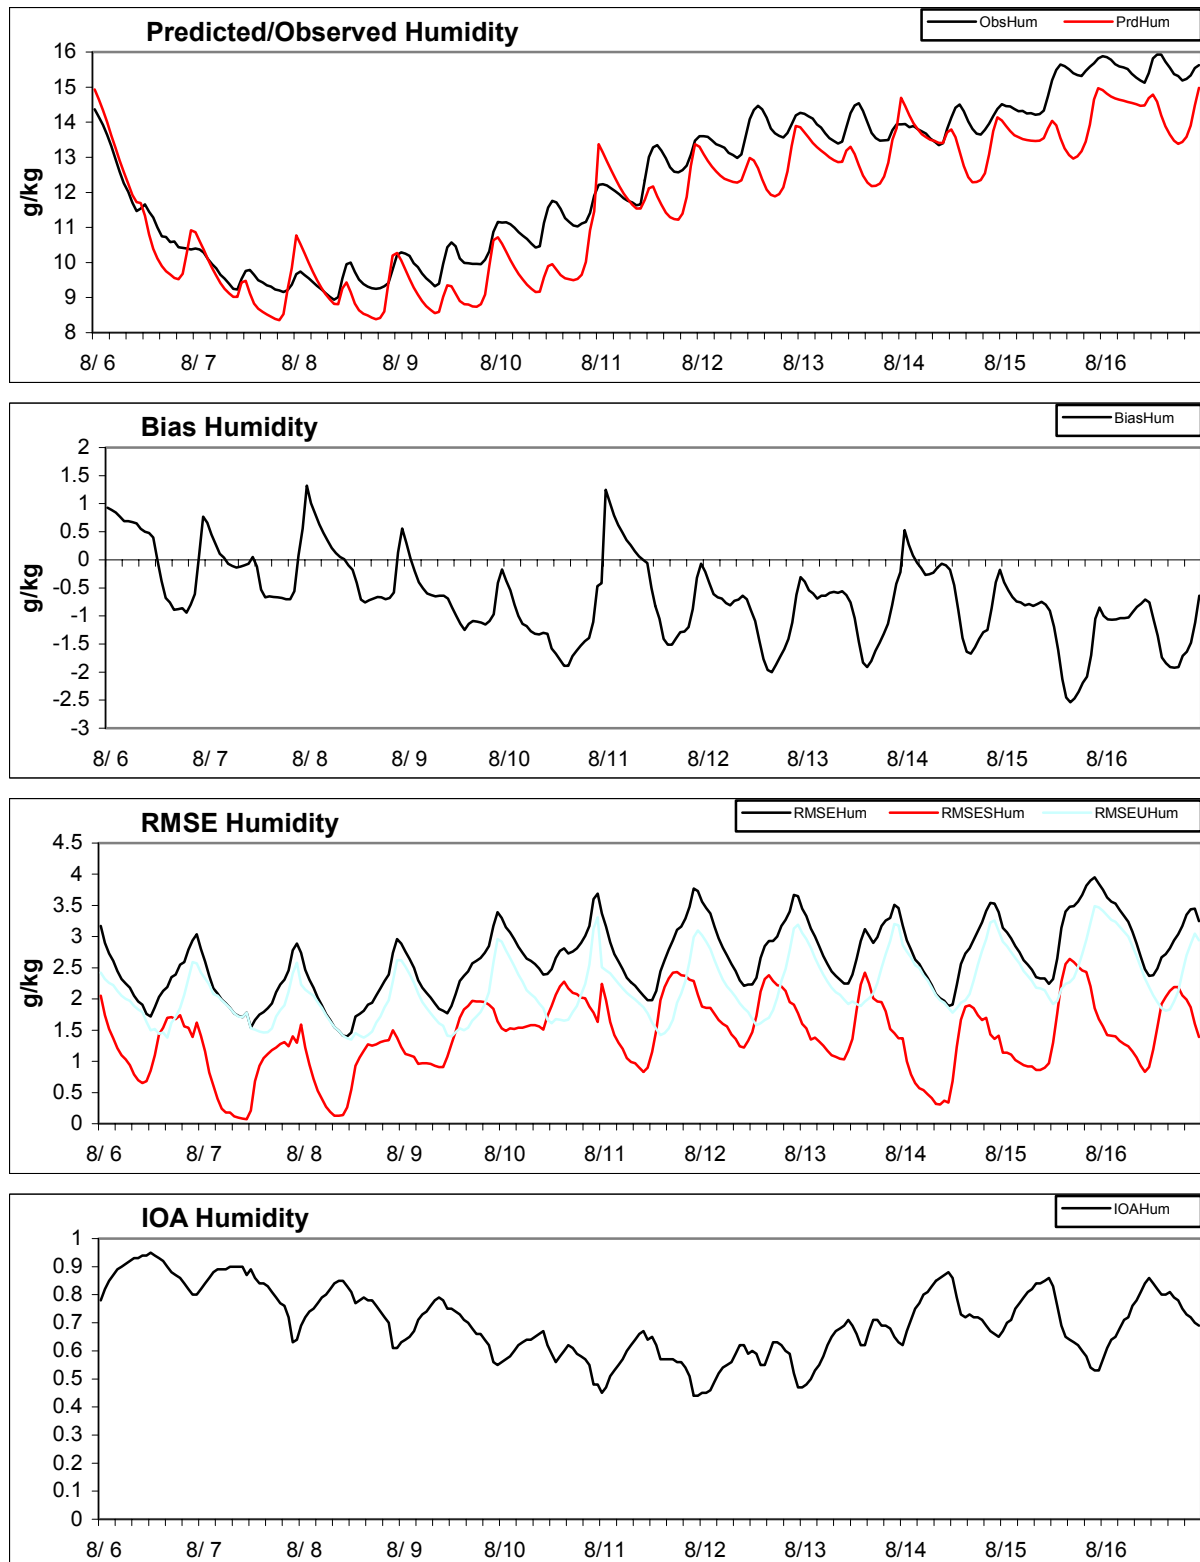 Predicted/Observed Humidity
ObsHum PrdHum
g/kg
16
15
14
13
12
11
10
9
8
8/ 6 8/ 7 8/ 8 8/ 9 8/10 8/11 8/12 8/13 8/14 8/15 8/16
Bias Humidity
BiasHum
g/kg
2
1.5
1
0.5
0
-0.5
-1
-1.5
-2
-2.5
-3
8/ 6 8/ 7 8/ 8 8/ 9 8/10 8/11 8/12 8/13 8/14 8/15 8/16
RMSE Humidity
RMSEHum RMSESHum RMSEUHum
g/kg
4.5
4
3.5
3
2.5
2
1.5
1
0.5
0
8/ 6 8/ 7 8/ 8 8/ 9 8/10 8/11 8/12 8/13 8/14 8/15 8/16
IOA Humidity
IOAHum
1
0.9
0.8
0.7
0.6
0.5
0.4
0.3
0.2
0.1
0
8/ 6 8/ 7 8/ 8 8/ 9 8/10 8/11 8/12 8/13 8/14 8/15 8/16